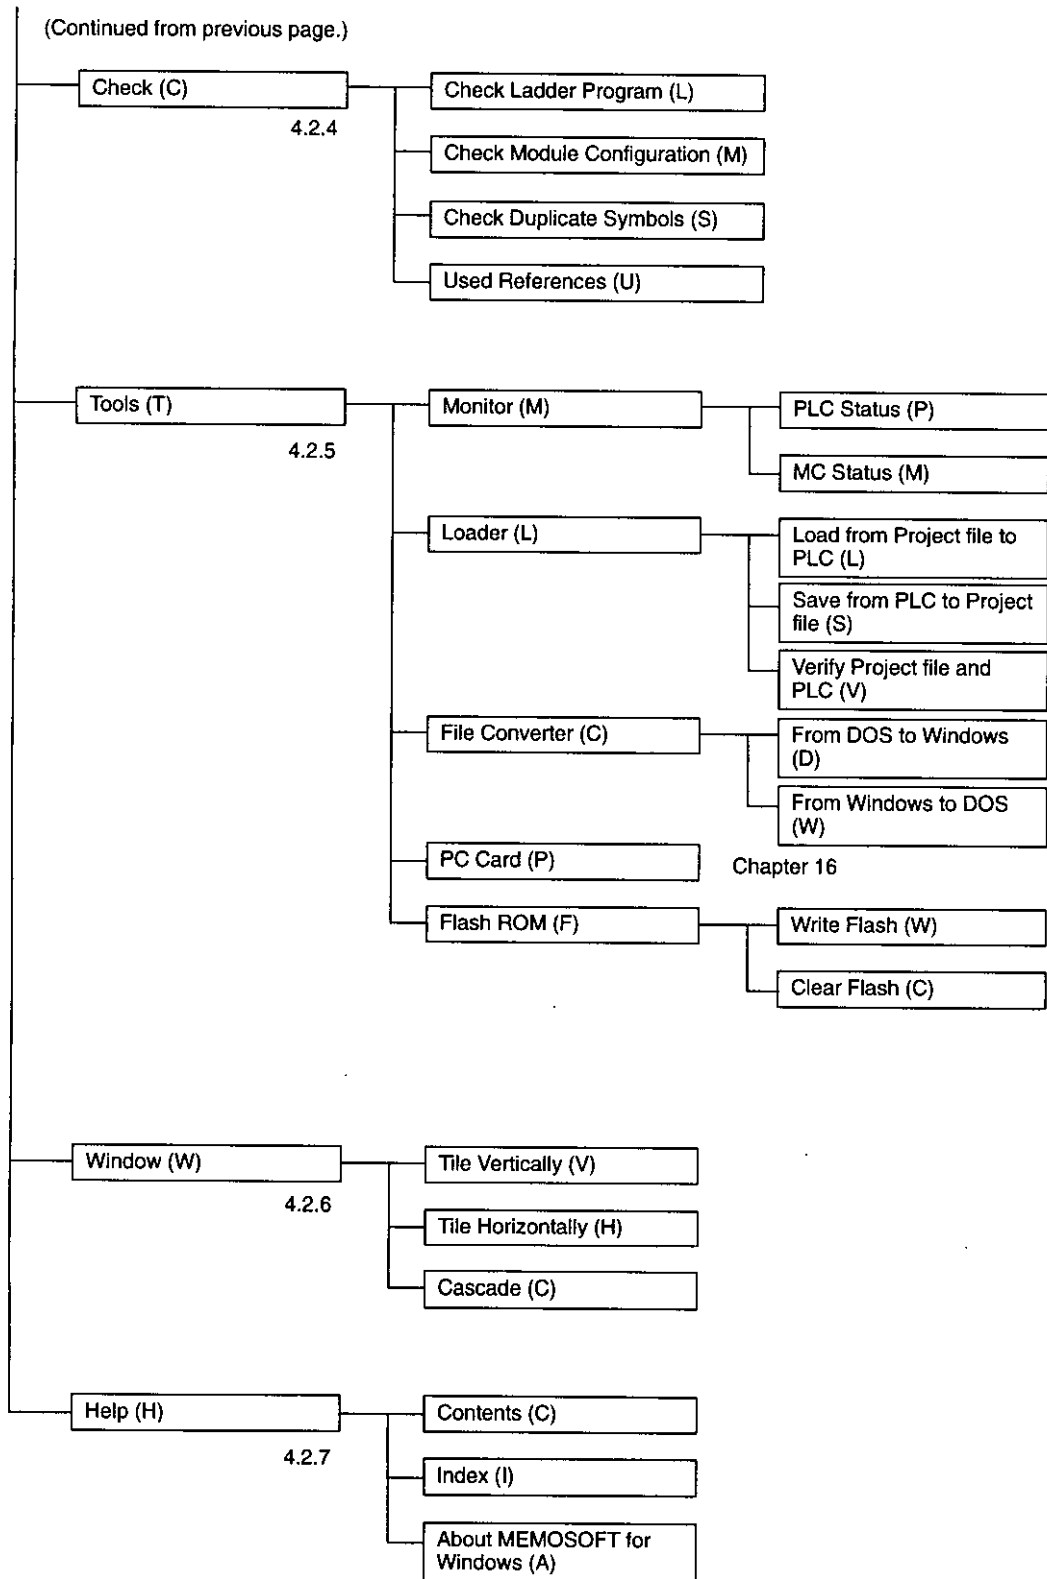 (Continued from previous page.)
Check (C)
4.2.4
Check Ladder Program (L)
Check Module Configuration (M)
Check Duplicate Symbols (S)
Used References (U)
Tools (T)
4.2.5
Monitor (M)
PLC Status (P)
MC Status (M)
Loader (L)
Load from Project file to
PLC (L)
Save from PLC to Project
file (S)
Verify Project file and
PLC (V)
File Converter (C)
From DOS to Windows
(D)
From Windows to DOS
(W)
PC Card (P)
Chapter 16
Flash ROM (F)
Write Flash (W)
Clear Flash (C)
Window (W)
4.2.6
Tile Vertically (V)
Tile Horizontally (H)
Cascade (C)
Help (H)
4.2.7
Contents (C)
Index (I)
About MEMOSOFT for
Windows (A)